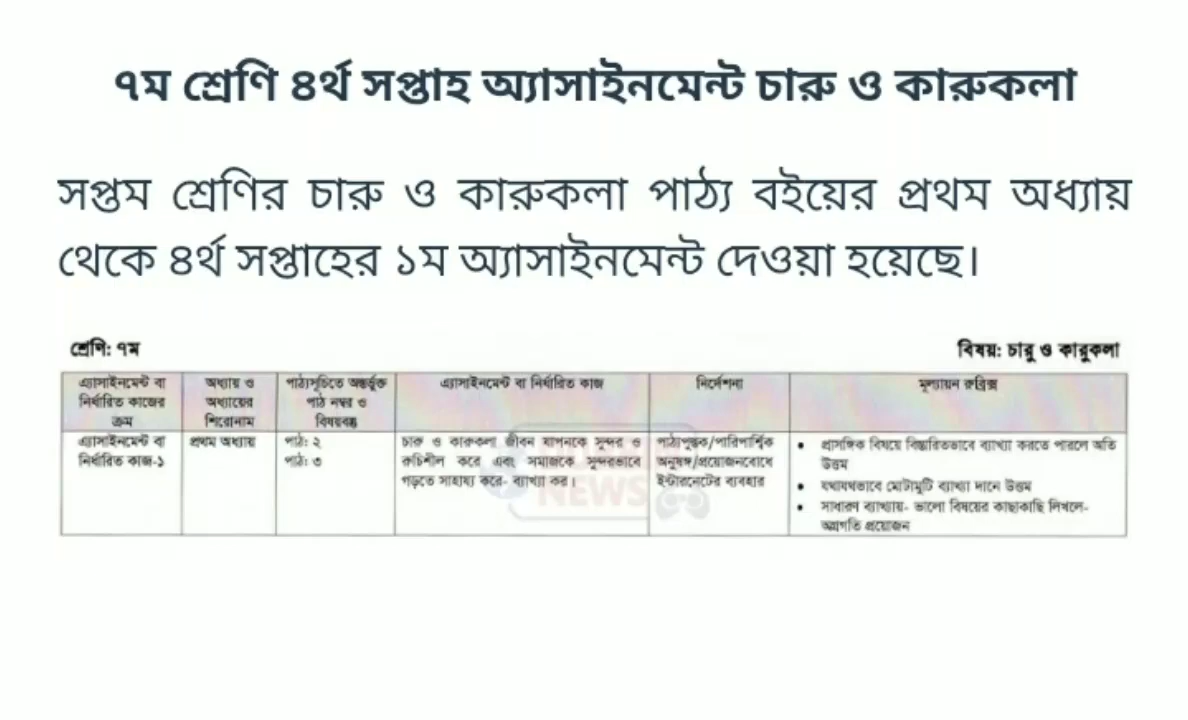 ৭ম শ্রেণি ৪র্থ সপ্তাহ অ্যাসাইনমেন্ট চারু ও কারুকলা
সপ্তম শ্রেণির চারু ও কারুকলা পাঠ্য বইয়ের প্রথম অধ্যায়
থেকে ৪র্থ সপ্তাহের ১ম অ্যাসাইনমেন্ট দেওয়া হয়েছে।
শ্রেণি: ৭ম
বিষয়: চারু ও কারুকলা
এ্যাসাইনমেন্ট বা
নির্ধারিত কাজের
ক্রম
অধ্যায় ও
অধ্যায়ের
শিরোনাম
পাঠ্যসূচিতে অন্তর্ভুক্ত
পাঠ নম্বর ও
বিষয়বস্তু
এ্যাসাইনমেন্ট বা নির্ধারিত কাজ
নির্দেশনা
মূল্যায়ন রুব্রিক্স
এ্যাসাইনমেন্ট বা
নির্ধারিত কাজ-১
প্রথম অধ্যায়
পাঠ: ২
পাঠ: ৩
চারু ও কারুকলা জীবন যাপনকে সুন্দর ও
রুচিশীল করে এবং সমাজকে সুন্দরভাবে
গড়তে সাহায্য করে- ব্যাখ্যা কর।
পাঠ্যপুস্তক/পারিপার্শ্বিক
অনুষঙ্গ/প্রয়োজনবোধে
ইন্টারনেটের ব্যবহার
প্রাসঙ্গিক বিষয়ে বিস্তারিতভাবে ব্যাখ্যা করতে পারলে অতি
উত্তম
যথাযথভাবে মোটামুটি ব্যাখ্যা দানে উত্তম
সাধারণ ব্যাখ্যায়- ভালো বিষয়ের কাছাকাছি লিখলে-
অগ্রগতি প্রয়োজন
NEWS